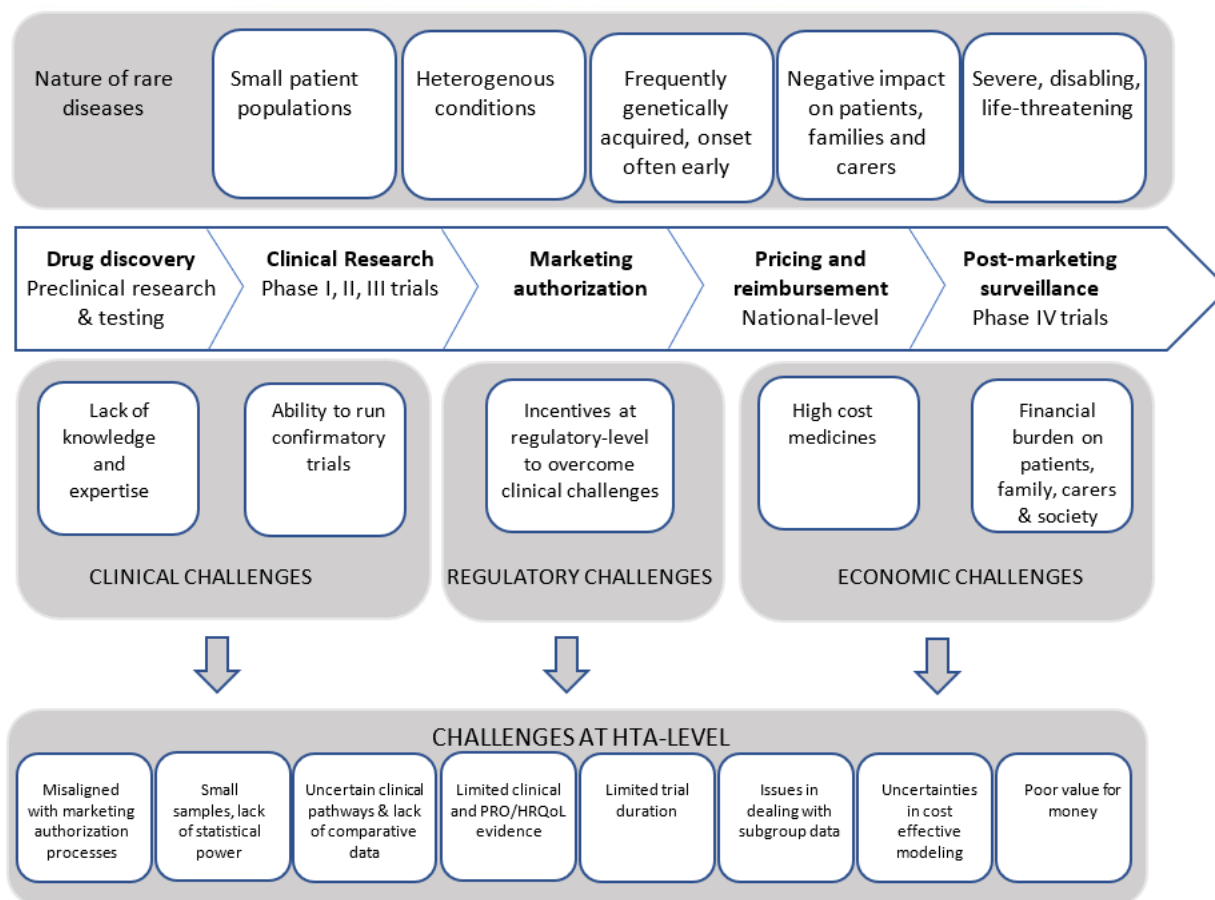 Nature of rare
diseases
Small patient
populations
Heterogenous
conditions
Frequently
genetically
acquired, onset
often early
Negative impact
on patients,
families and
carers
Severe, disabling,
life-threatening
Drug discovery
Preclinical research
& testing
Clinical Research
Phase I, II, III trials
Marketing
authorization
Pricing and
reimbursement
National-level
Post-marketing
surveillance
Phase IV trials
Lack of
knowledge
and
expertise
Ability to run
confirmatory
trials
CLINICAL CHALLENGES
Incentives at
regulatory-level
to overcome
clinical challenges
REGULATORY CHALLENGES
High cost
medicines
Financial
burden on
patients,
family, carers
& society
ECONOMIC CHALLENGES
CHALLENGES AT HTA-LEVEL
Misaligned
with marketing
authorization
processes
Small
samples, lack
of statistical
power
Uncertain clinical
pathways & lack
of comparative
data
Limited clinical
and PRO/HRQoL
evidence
Limited trial
duration
Issues in
dealing with
subgroup data
Uncertainties
in cost
effective
modeling
Poor value for
money